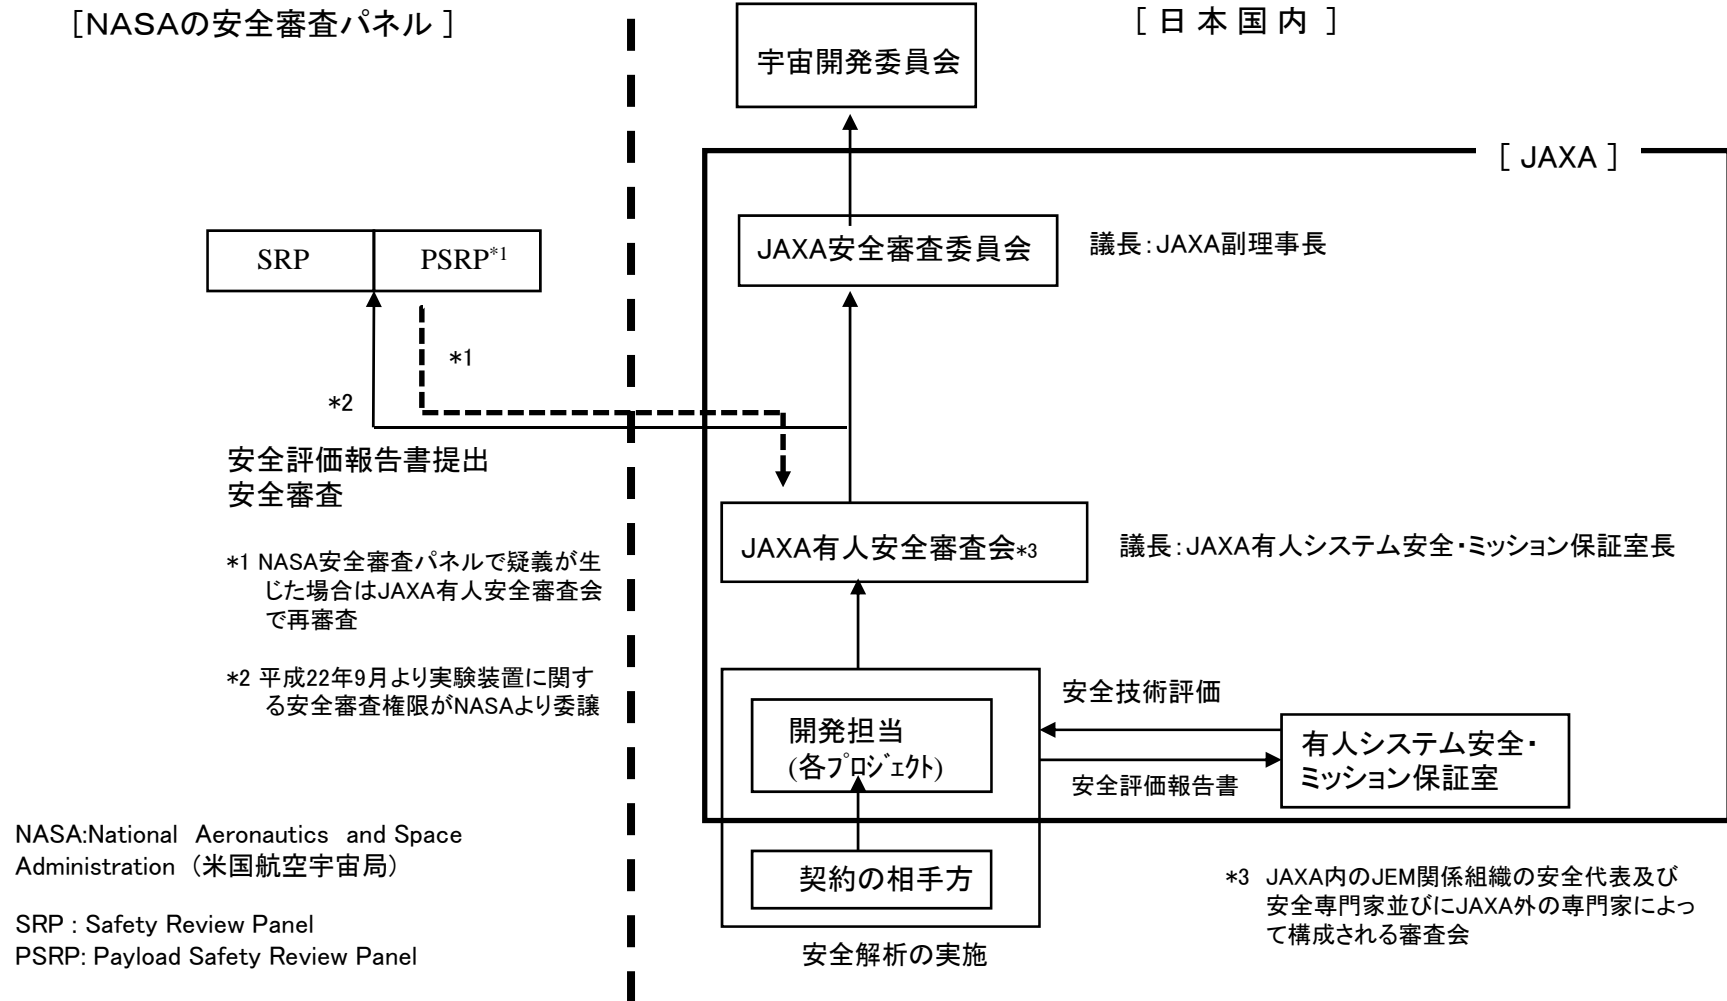 [NASAの安全審査パネル]
[日本国内]
宇宙開発委員会
[JAXA]
SRP
PSRP*1
JAXA安全審査委員会
議長:JAXA副理事長
*1
*2
安全評価報告書提出
安全審査
JAXA有人安全審査会*3
議長:JAXA有人システム安全・ミッション保証室長
*1 NASA安全審査パネルで疑義が生
じた場合はJAXA有人安全審査会
で再審査
*2 平成22年9月より実験装置に関す
る安全審査権限がNASAより委譲
開発担当
(各プロジェクト)
安全技術評価
安全評価報告書
有人システム安全・
ミッション保証室
契約の相手方
安全解析の実施
NASA:National Aeronautics and Space
Administration (米国航空宇宙局)
SRP : Safety Review Panel
PSRP: Payload Safety Review Panel
*3 JAXA内のJEM関係組織の安全代表及び
安全専門家並びにJAXA外の専門家によっ
て構成される審査会